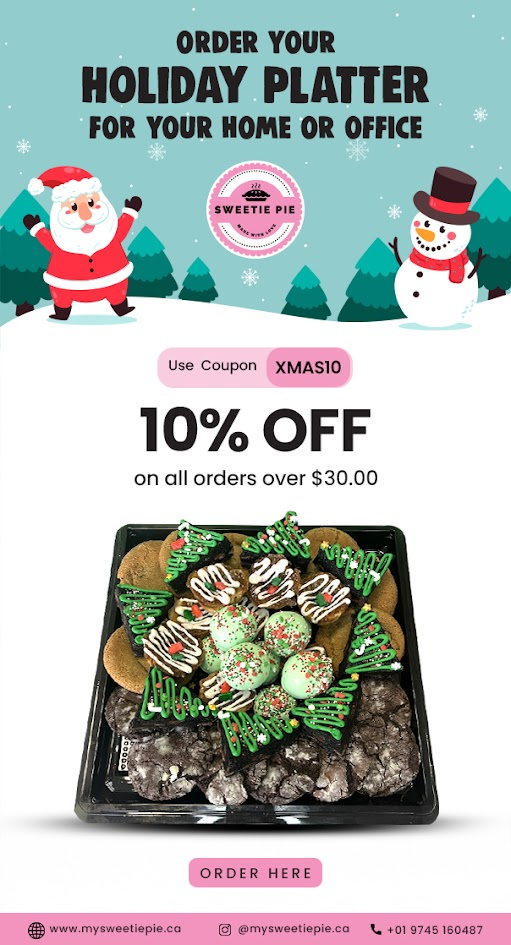 ORDER YOUR
HOLIDAY PLATTER
FOR YOUR HOME OR OFFICE
SWEETIE PIE
MADE WITH LOVE
Use Coupon XMAS10
10% OFF
on all orders over $30.00
ORDER HERE
www.mysweetiepie.ca @mysweetiepie.ca +01 9745 160487